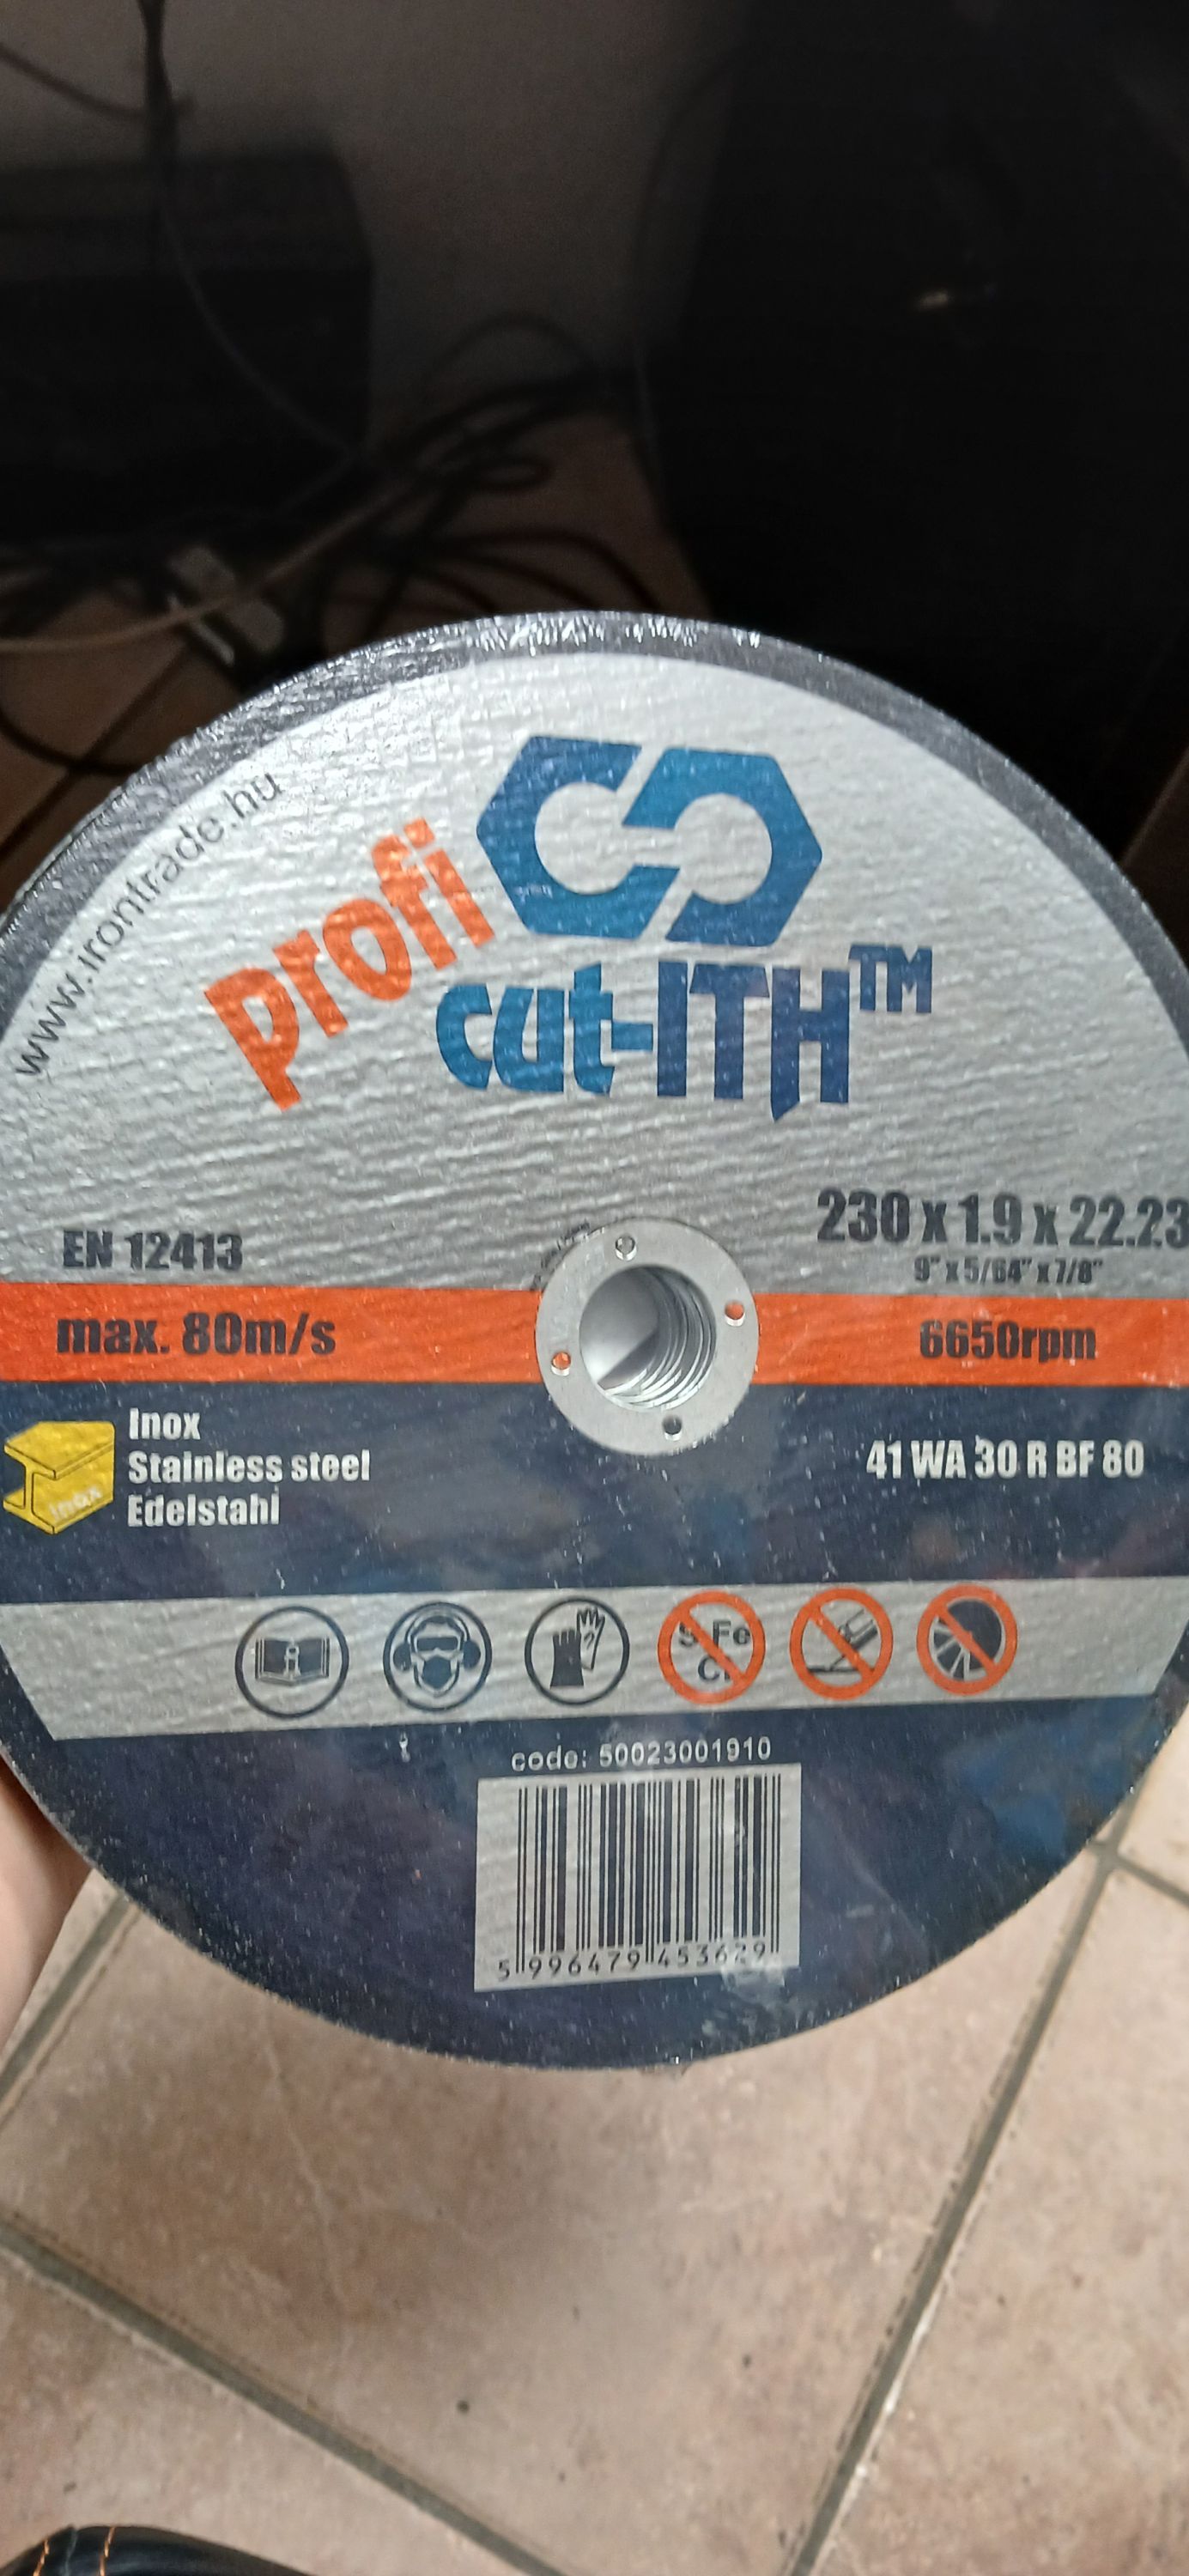 www.irontrade.hu
profi
cut-ITH™
EN 12413
230 x 1.9 x 22.23
9" x 5/64" x 7/8"
max. 80m/s
6650rpm
Inox
Stainless steel
Edelstahl
inox
41 WA 30 R BF 80
code: 50023001910
5 996479 453629